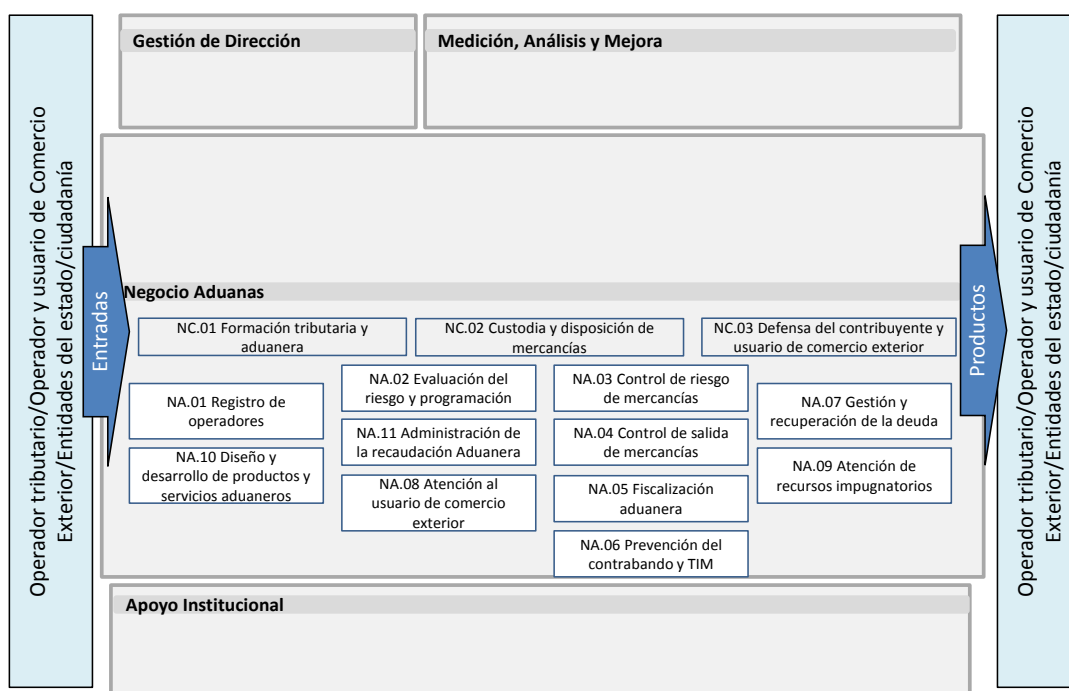 Operador tributario/Operador y usuario de Comercio
Exterior/Entidades del estado/ciudadanía
Entradas
Gestión de Dirección
Medición, Análisis y Mejora
Negocio Aduanas
NC.01 Formación tributaria y
aduanera
NC.02 Custodia y disposición de
mercancías
NC.03 Defensa del contribuyente y
usuario de comercio exterior
NA.01 Registro de
operadores
NA.10 Diseño y
desarrollo de productos y
servicios aduaneros
NA.02 Evaluación del
riesgo y programación
NA.11 Administración de
la recaudación Aduanera
NA.08 Atención al
usuario de comercio
exterior
NA.03 Control de riesgo
de mercancías
NA.04 Control de salida
de mercancías
NA.05 Fiscalización
aduanera
NA.06 Prevención del
contrabando y TIM
NA.07 Gestión y
recuperación de la deuda
NA.09 Atención de
recursos impugnatorios
Apoyo Institucional
Productos
Operador tributario/Operador y usuario de Comercio
Exterior/Entidades del estado/ciudadanía